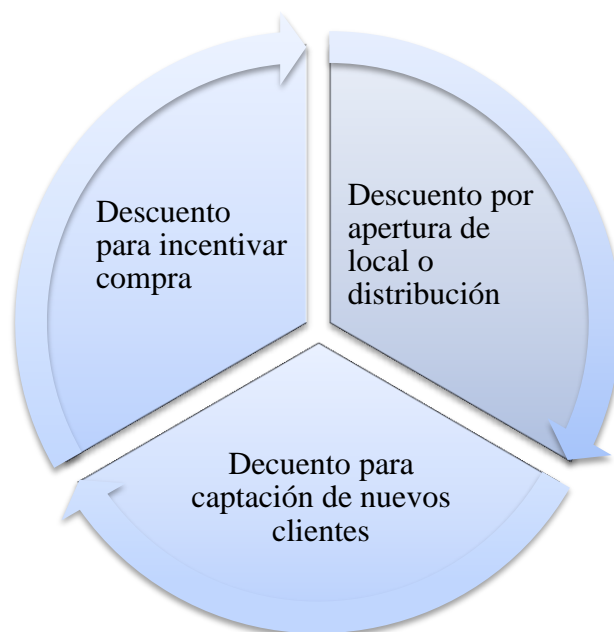 Descuento
para incentivar
compra
Descuento por
apertura de
local o
distribución
Decuento para
captación de nuevos
clientes